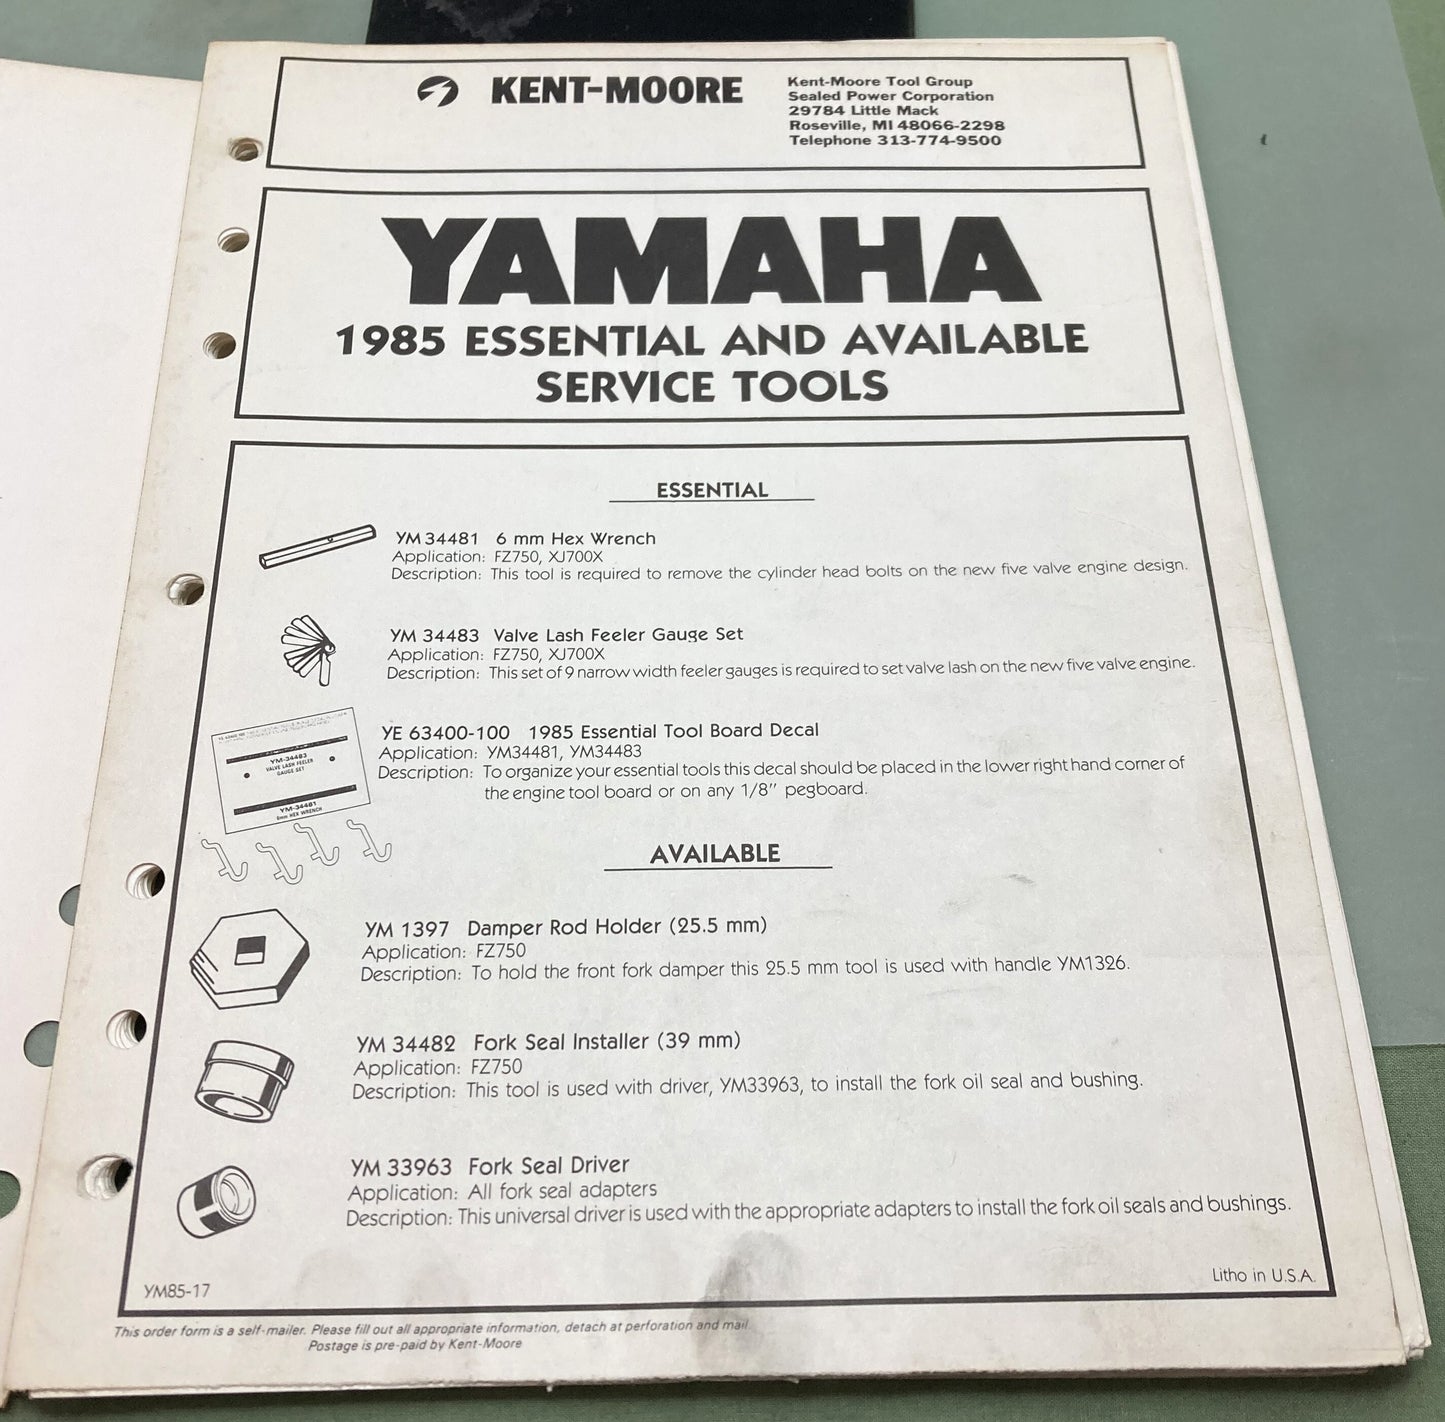 KENT-MOORE
Kent-Moore Tool Group
Sealed Power Corporation
29784 Little Mack
Roseville, MI 48066-2298
Telephone 313-774-9500
YAMAHA
1985 ESSENTIAL AND AVAILABLE
SERVICE TOOLS
ESSENTIAL
YM 34481 6 mm Hex Wrench
Application: FZ750, XJ700X
Description: This tool is required to remove the cylinder head bolts on the new five valve engine design.
YM 34483 Valve Lash Feeler Gauge Set
Application: FZ750, XJ700X
Description: This set of 9 narrow width feeler gauges is required to set valve lash on the new five valve engine.
YE 63400-100 1985 Essential Tool Board Decal
Application: YM34481, YM34483
Description: To organize your essential tools this decal should be placed in the lower right hand corner of
the engine tool board or on any 1/8" pegboard.
YM-34483
VALVE LASH FEELER
GAUGE SET
YM-34481
6mm HEX WRENCH
AVAILABLE
YM 1397 Damper Rod Holder (25.5 mm)
Application: FZ750
Description: To hold the front fork damper this 25.5 mm tool is used with handle YM1326.
YM 34482 Fork Seal Installer (39 mm)
Application: FZ750
Description: This tool is used with driver, YM33963, to install the fork oil seal and bushing.
YM 33963 Fork Seal Driver
Application: All fork seal adapters
Description: This universal driver is used with the appropriate adapters to install the fork oil seals and bushings.
YM85-17
Litho in U.S.A.
This order form is a self-mailer. Please fill out all appropriate information, detach at perforation and mail.
Postage is pre-paid by Kent-Moore